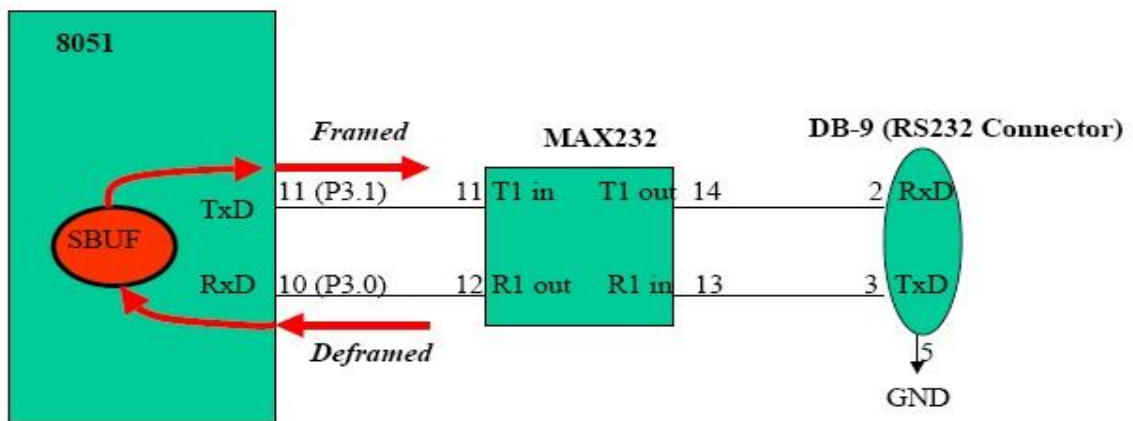 8051
Framed
MAX232
DB-9 (RS232 Connector)
TxD
11 (P3.1)
11 T1 in
T1 out 14
2 RxD
SBUF
RxD
10 (P3.0)
12 R1 out
R1 in 13
3 TxD
Deframed
5
GND